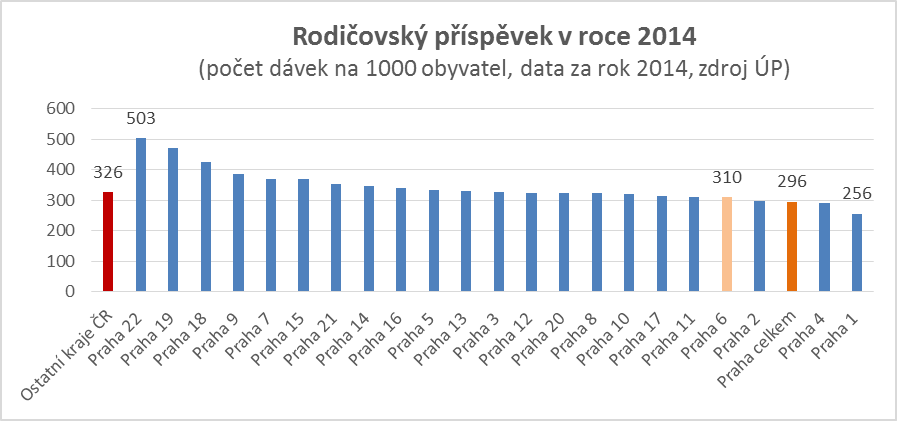 Rodičovský příspěvek v roce 2014
(počet dávek na 1000 obyvatel, data za rok 2014, zdroj ÚP)
600
500
400
300
200
100
0
326
503
310
296
256
Ostatní kraje ČR
Praha 22
Praha 19
Praha 18
Praha 9
Praha 7
Praha 15
Praha 21
Praha 14
Praha 16
Praha 5
Praha 13
Praha 3
Praha 12
Praha 20
Praha 8
Praha 10
Praha 17
Praha 11
Praha 6
Praha 2
Praha celkem
Praha 4
Praha 1